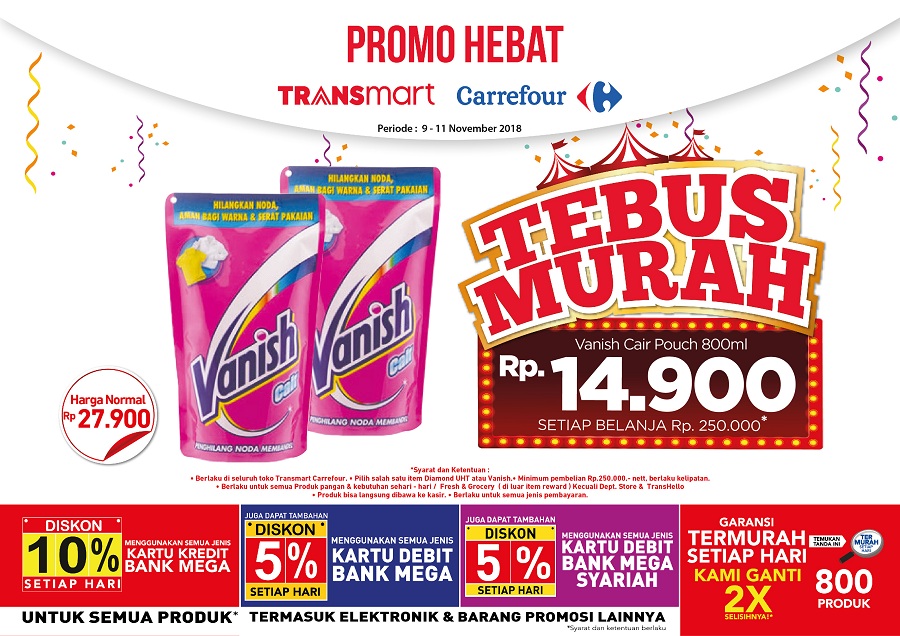 PROMO HEBAT
TRANSmart Carrefour
Periode : 9 - 11 November 2018
HILANGKAN NODA,
AMAN BAGI WARNA & SERAT PAKAIAN
HILANGKAN NODA,
AMAN BAGI WARNA & SERAT PAKAIAN
Vanish
Cair
PENGHILANG NODA MEMBANDEL
Vanish
Cair
PENGHILANG NODA MEMBANDEL
TEBUS
MURAH
Vanish Cair Pouch 800ml
Rp. 14.900
SETIAP BELANJA Rp. 250.000*
Harga Normal
Rp 27.900
*Syarat dan Ketentuan :
• Berlaku di seluruh toko Transmart Carrefour. • Pilih salah satu item Diamond UHT atau Vanish.• Minimum pembelian Rp.250.000.- nett, berlaku kelipatan.
• Berlaku untuk semua Produk pangan & kebutuhan sehari - hari / Fresh & Grocery ( di luar item reward ) Kecuali Dept. Store & TransHello
• Produk bisa langsung dibawa ke kasir. • Berlaku untuk semua jenis pembayaran.
DISKON
10%
SETIAP HARI
MENGGUNAKAN SEMUA JENIS
KARTU KREDIT
BANK MEGA
UNTUK SEMUA PRODUK*
JUGA DAPAT TAMBAHAN
DISKON
5%
SETIAP HARI
MENGGUNAKAN SEMUA JENIS
KARTU DEBIT
BANK MEGA
JUGA DAPAT TAMBAHAN
DISKON
5%
SETIAP HARI
MENGGUNAKAN SEMUA JENIS
KARTU DEBIT
BANK MEGA
SYARIAH
TERMASUK ELEKTRONIK & BARANG PROMOSI LAINNYA
*Syarat dan ketentuan berlaku
GARANSI
TERMURAH
SETIAP HARI
KAMI GANTI
2X
SELISIHNYA!*
TEMUKAN
TANDA INI
TER
MURAH
SETIAP
HARI
800
PRODUK